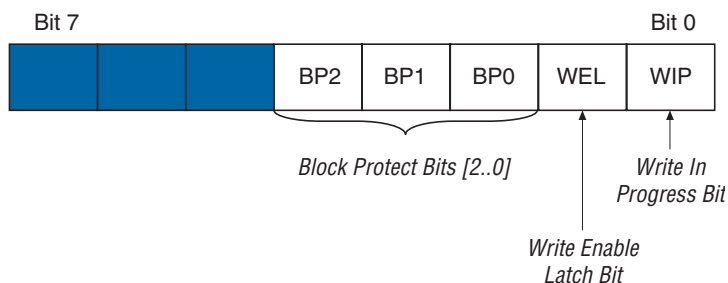 Bit 7 Bit 0
BP2 BP1 BP0 WEL WIP
Block Protect Bits [2..0]
Write In
Progress Bit
Write Enable
Latch Bit